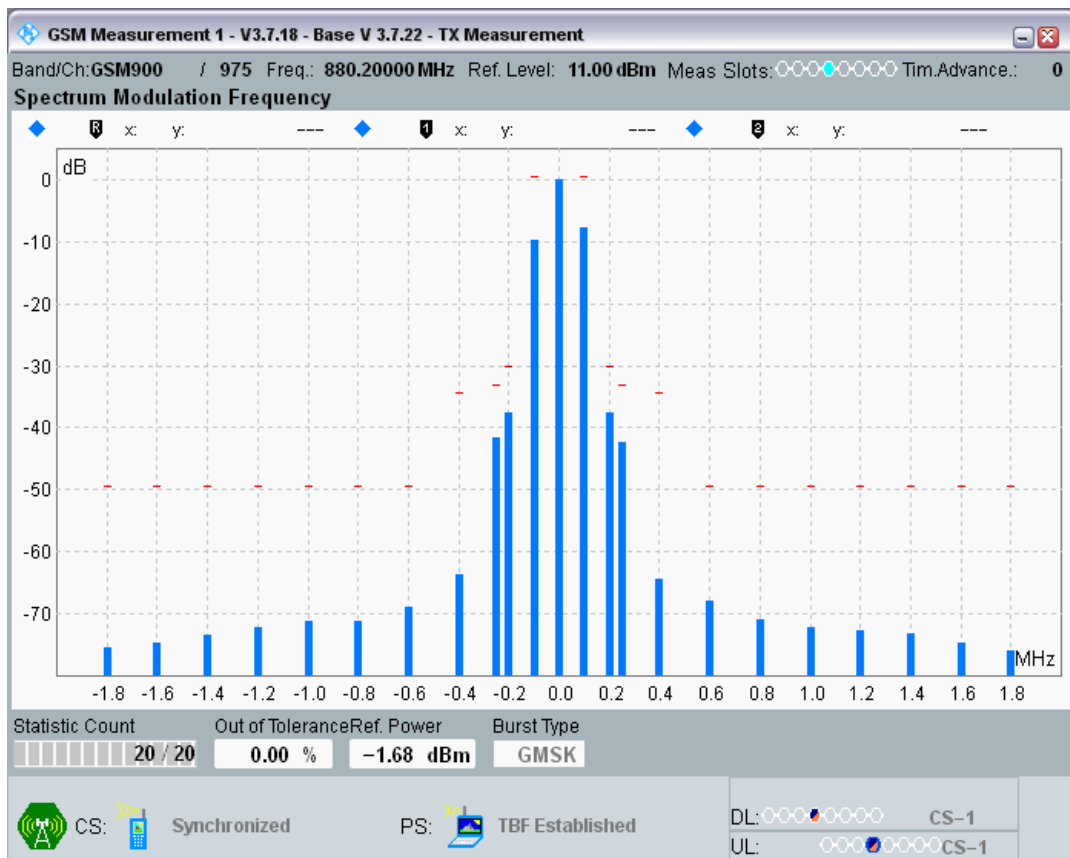 GSM Measurement 1 - V3.7.18 - Base V 3.7.22 - TX Measurement
Band/Ch:GSM900 / 975 Freq.: 880.20000 MHz Ref. Level: 11.00 dBm Meas Slots: Tim.Advance.: 0
Spectrum Modulation Frequency
R x: y: --- 1 x: y: --- 2 x: y: ---
dB
0
-10
-20
-30
-40
-50
-60
-70
MHz
-1.8 -1.6 -1.4 -1.2 -1.0 -0.8 -0.6 -0.4 -0.2 0.0 0.2 0.4 0.6 0.8 1.0 1.2 1.4 1.6 1.8
Statistic Count Out of Tolerance Ref. Power Burst Type
20 / 20 0.00 % −1.68 dBm GMSK
CS: Synchronized PS: TBF Established
DL: CS−1
UL: CS−1